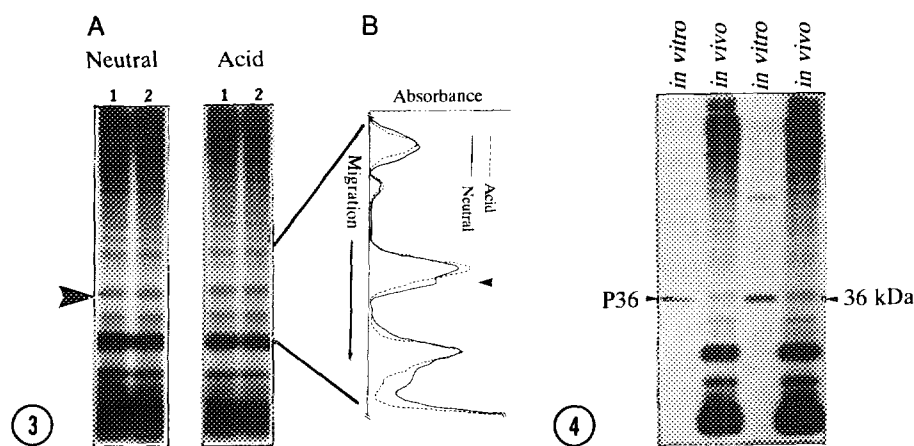 A
B
Neutral
Acid
1 2
1 2
Absorbance
Migration
Neutral
Acid
3
in vitro
in vivo
in vitro
in vivo
P36
36 kDa
4